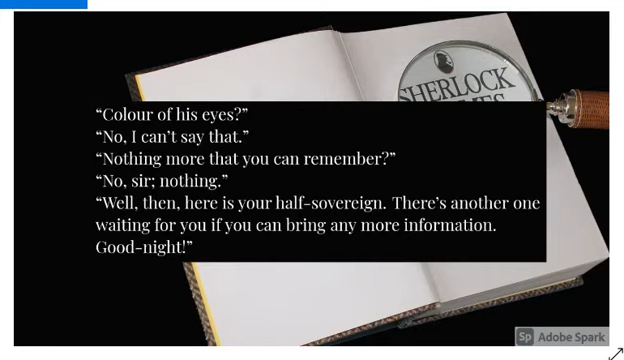 SHERLOCK
“Colour of his eyes?”
“No, I can’t say that.”
“Nothing more that you can remember?”
“No, sir; nothing.”
“Well, then, here is your half-sovereign. There’s another one
waiting for you if you can bring any more information.
Good-night!”
Sp Adobe Spark